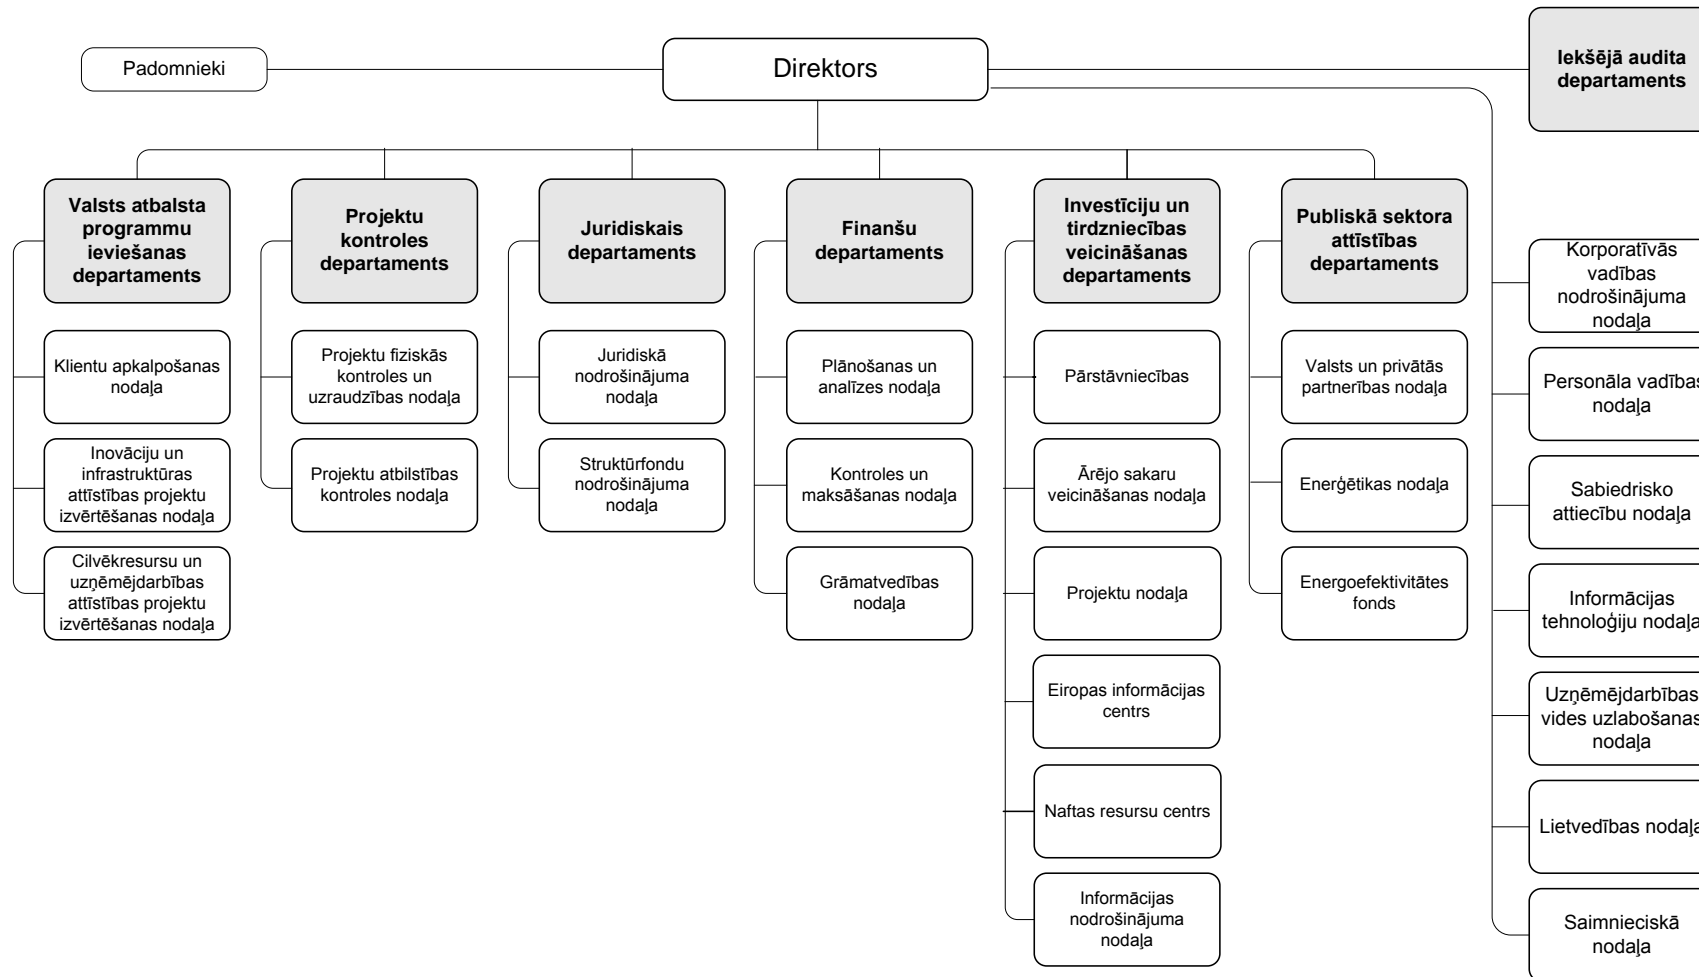 Padomnieki
Direktors
Iekšējā audita
departaments
Valsts atbalsta
programmu
ieviešanas
departaments
Projektu
kontroles
departaments
Juridiskais
departaments
Finanšu
departaments
Investīciju un
tirdzniecības
veicināšanas
departaments
Publiskā sektora
attīstības
departaments
Klientu apkalpošanas
nodaļa
Inovāciju un
infrastruktūras
attīstības projektu
izvērtēšanas nodaļa
Cilvēkresursu un
uzņēmējdarbības
attīstības projektu
izvērtēšanas nodaļa
Projektu fiziskās
kontroles un
uzraudzības nodaļa
Projektu atbilstības
kontroles nodaļa
Juridiskā
nodrošinājuma
nodaļa
Struktūrfondu
nodrošinājuma
nodaļa
Plānošanas un
analīzes nodaļa
Kontroles un
maksāšanas nodaļa
Grāmatvedības
nodaļa
Pārstāvniecības
Ārējo sakaru
veicināšanas nodaļa
Projektu nodaļa
Eiropas informācijas
centrs
Naftas resursu centrs
Informācijas
nodrošinājuma
nodaļa
Valsts un privātās
partnerības nodaļa
Enerģētikas nodaļa
Energoefektivitātes
fonds
Korporatīvās
vadības
nodrošinājuma
nodaļa
Personāla vadības
nodaļa
Sabiedrisko
attiecību nodaļa
Informācijas
tehnoloģiju nodaļa
Uzņēmējdarbības
vides uzlabošanas
nodaļa
Lietvedības nodaļa
Saimnieciskā
nodaļa